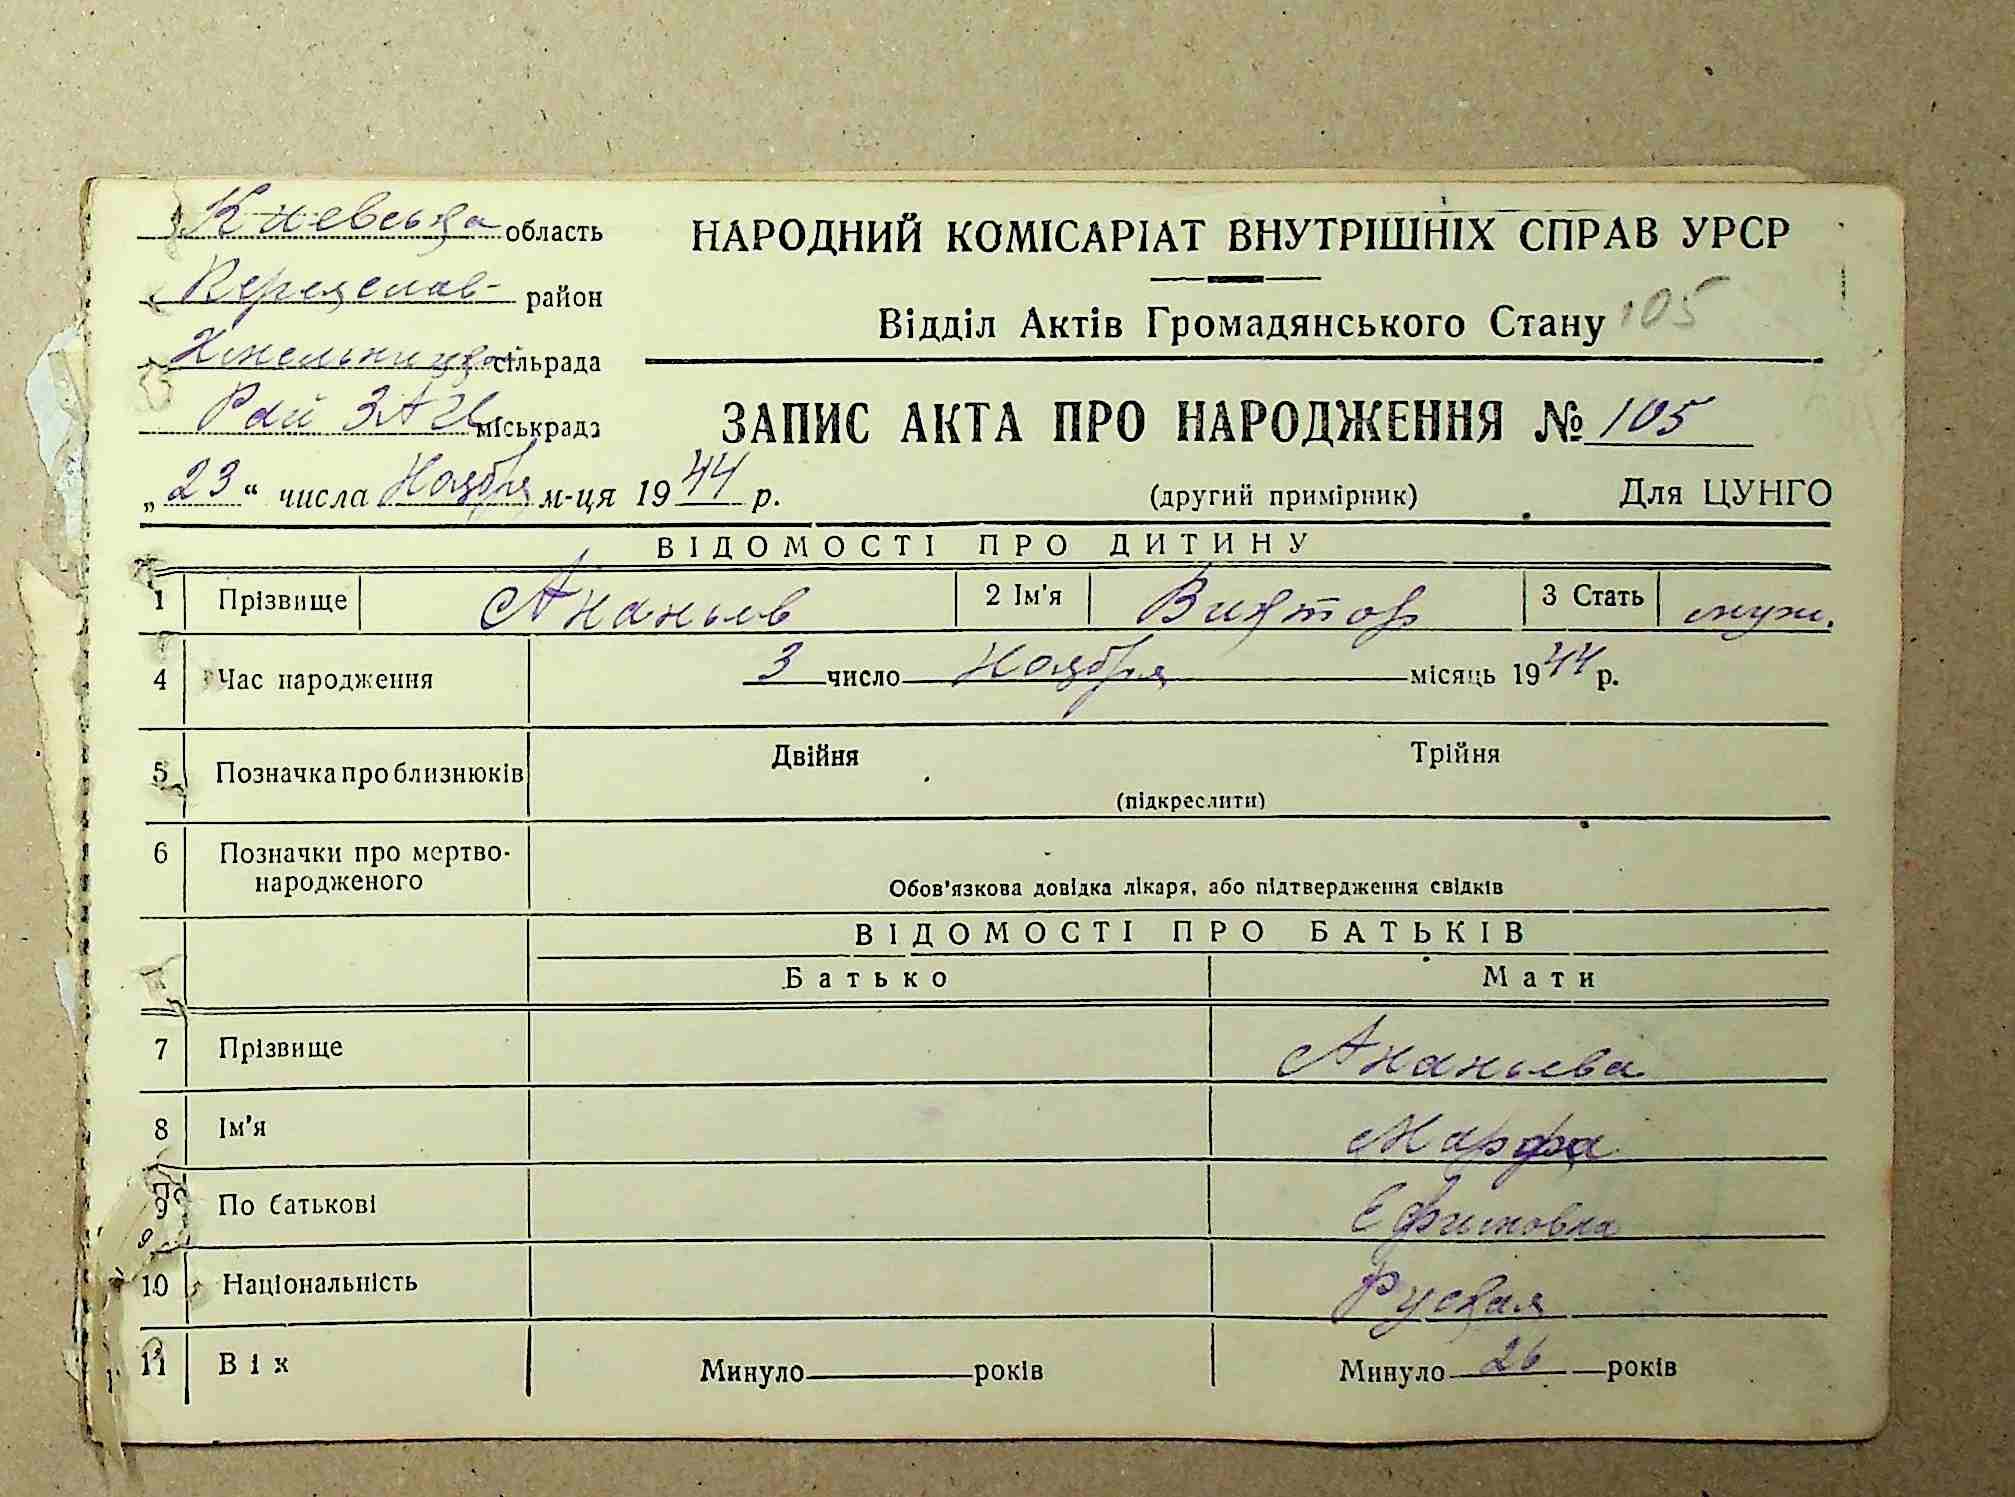 Киевська область
Переяслав- район
Хмельницка сільрада
Рай ЗАГС міськрада
„23“ числа Ноября м-ця 1944 р.
НАРОДНИЙ КОМІСАРІАТ ВНУТРІШНІХ СПРАВ УРСР
Відділ Актів Громадянського Стану 105
ЗАПИС АКТА ПРО НАРОДЖЕННЯ № 105
(другий примірник) Для ЦУНГО
ВІДОМОСТІ ПРО ДИТИНУ
1 Прізвище Ананьев 2 Ім'я Виктор 3 Стать муж.
4 Час народження 3 число Ноября місяць 1944 р.
5 Позначка про близнюків Двійня Трійня
(підкреслити)
6 Позначки про мертво-
народженого
Обов'язкова довідка лікаря, або підтвердження свідків
ВІДОМОСТІ ПРО БАТЬКІВ
Батько Мати
7 Прізвище Ананьева
8 Ім'я Марфа
9 По батькові Ефимовна
10 Національність Руская
11 Вік Минуло років Минуло 26 років